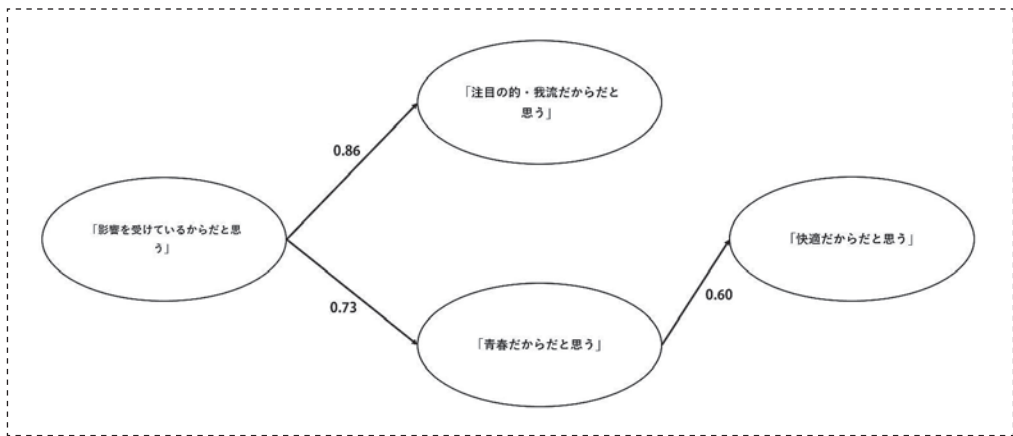 「注目の的・我流だからだと
思う」
0.86
「影響を受けているからだと思
う」
「快適だからだと思う」
0.73
0.60
「青春だからだと思う」